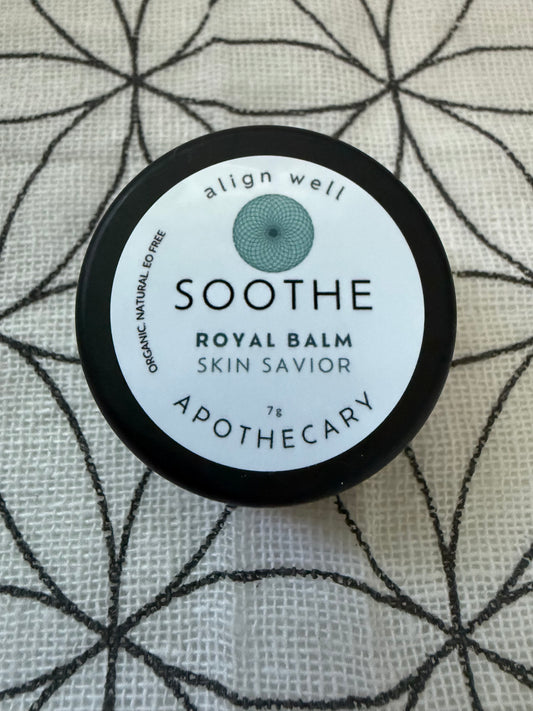 align well
SOOTHE
ORGANIC. NATURAL. EO FREE
ROYAL BALM
SKIN SAVIOR
7g
APOTHECARY